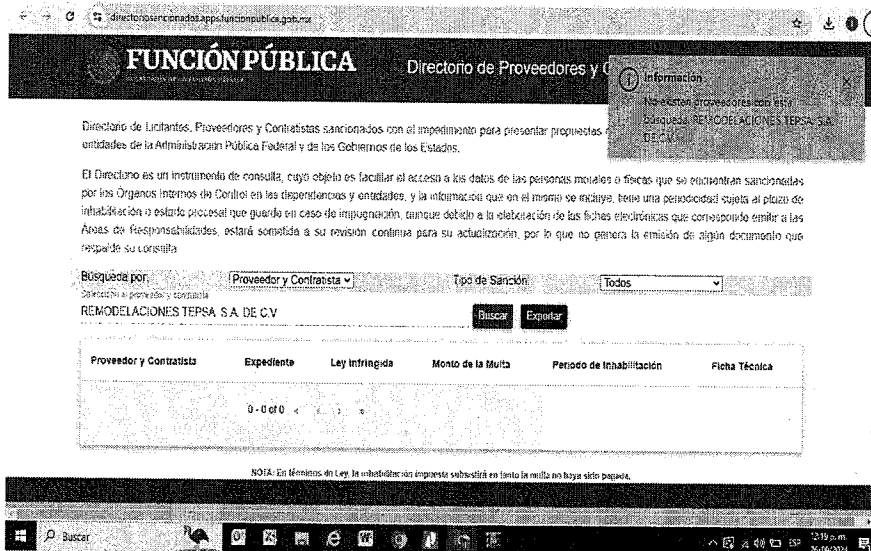 directoriosancionados.apps.funcionpublica.gob.mx
FUNCIÓN PÚBLICA
Directorio de Proveedores y C
Información
No existen proveedores con esta
búsqueda REMODELACIONES TEPSA, S.A.
DE C.V
Directorio de Licitantes, Proveedores y Contratistas sancionados con el impedimento para presentar propuestas
entidades de la Administración Pública Federal y de los Gobiernos de los Estados.
El Directorio es un instrumento de consulta, cuyo objeto es facilitar el acceso a los datos de las personas morales o físicas que se encuentran sancionadas
por los Órganos Internos de Control en las dependencias y entidades, y la información que en el mismo se incluye, tiene una periodicidad sujeta al plazo de
inhabilitación o estado procesal que guarde en caso de impugnación, aunque debido a la elaboración de las fichas electrónicas que corresponde emitir a las
Áreas de Responsabilidades, estará sometida a su revisión continua para su actualización, por lo que no genera la emisión de algún documento que
respalde su consulta
Búsqueda por: Proveedor y Contratista Tipo de Sanción: Todos
Seleccione al proveedor y contratista
REMODELACIONES TEPSA, S.A. DE C.V
Buscar Exportar
Proveedor y Contratista Expediente Ley Infringida Monto de la Multa Periodo de Inhabilitación Ficha Técnica
0 - 0 of 0 « ‹ › »
NOTA: En términos de Ley, la inhabilitación impuesta subsistirá en tanto la multa no haya sido pagada.
Buscar
ESP 12:19 p. m.